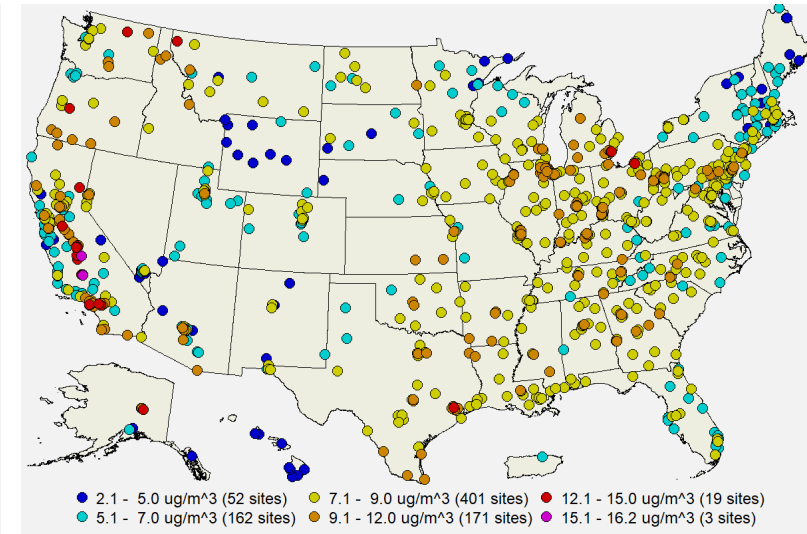 2.1 - 5.0 ug/m^3 (52 sites) 7.1 - 9.0 ug/m^3 (401 sites) 12.1 - 15.0 ug/m^3 (19 sites)
5.1 - 7.0 ug/m^3 (162 sites) 9.1 - 12.0 ug/m^3 (171 sites) 15.1 - 16.2 ug/m^3 (3 sites)